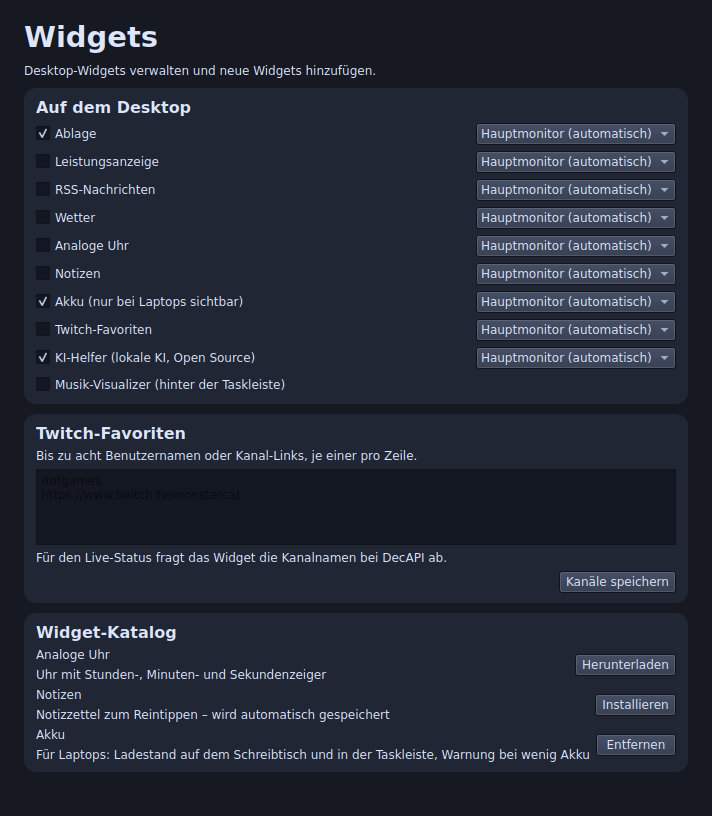 Widgets
Desktop-Widgets verwalten und neue Widgets hinzufügen.
Auf dem Desktop
Ablage Hauptmonitor (automatisch)
Leistungsanzeige Hauptmonitor (automatisch)
RSS-Nachrichten Hauptmonitor (automatisch)
Wetter Hauptmonitor (automatisch)
Analoge Uhr Hauptmonitor (automatisch)
Notizen Hauptmonitor (automatisch)
Akku (nur bei Laptops sichtbar) Hauptmonitor (automatisch)
Twitch-Favoriten Hauptmonitor (automatisch)
KI-Helfer (lokale KI, Open Source) Hauptmonitor (automatisch)
Musik-Visualizer (hinter der Taskleiste)
Twitch-Favoriten
Bis zu acht Benutzernamen oder Kanal-Links, je einer pro Zeile.
riotgames
https://www.twitch.tv/monstercat
Für den Live-Status fragt das Widget die Kanalnamen bei DecAPI ab.
Kanäle speichern
Widget-Katalog
Analoge Uhr
Uhr mit Stunden-, Minuten- und Sekundenzeiger
Herunterladen
Notizen
Notizzettel zum Reintippen – wird automatisch gespeichert
Installieren
Akku
Für Laptops: Ladestand auf dem Schreibtisch und in der Taskleiste, Warnung bei wenig Akku
Entfernen